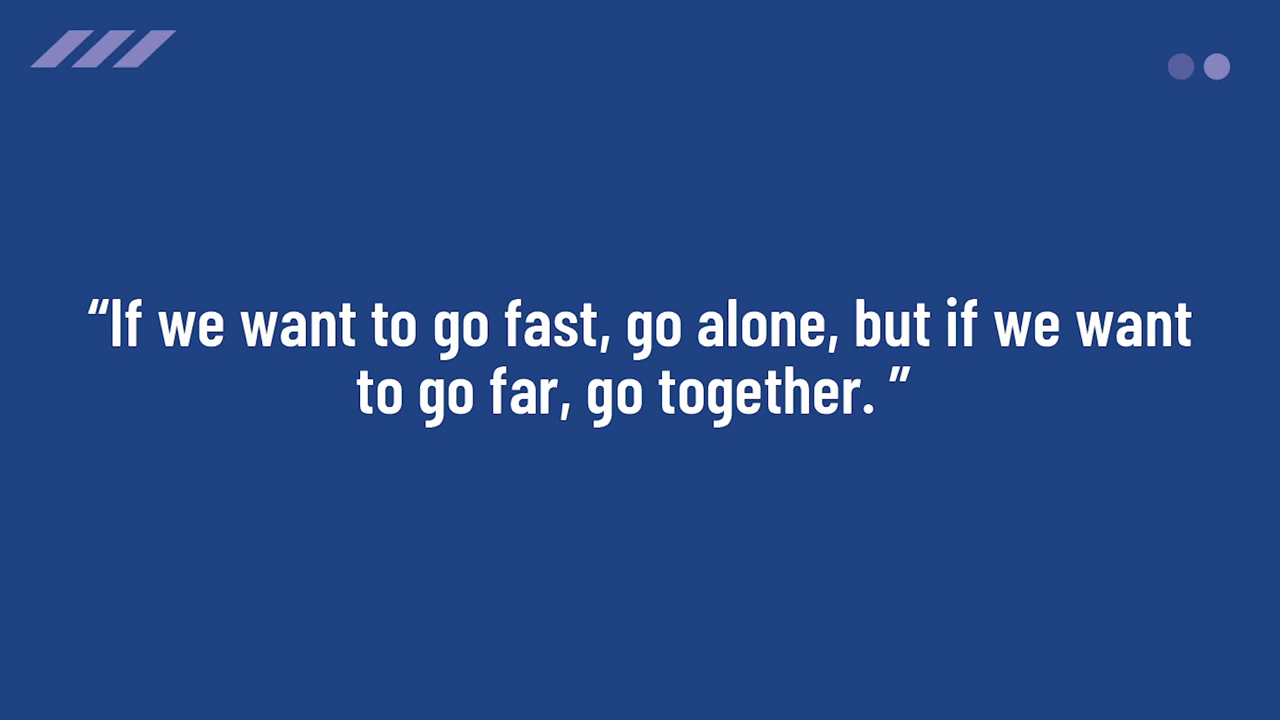 “If we want to go fast, go alone, but if we want
to go far, go together. ”